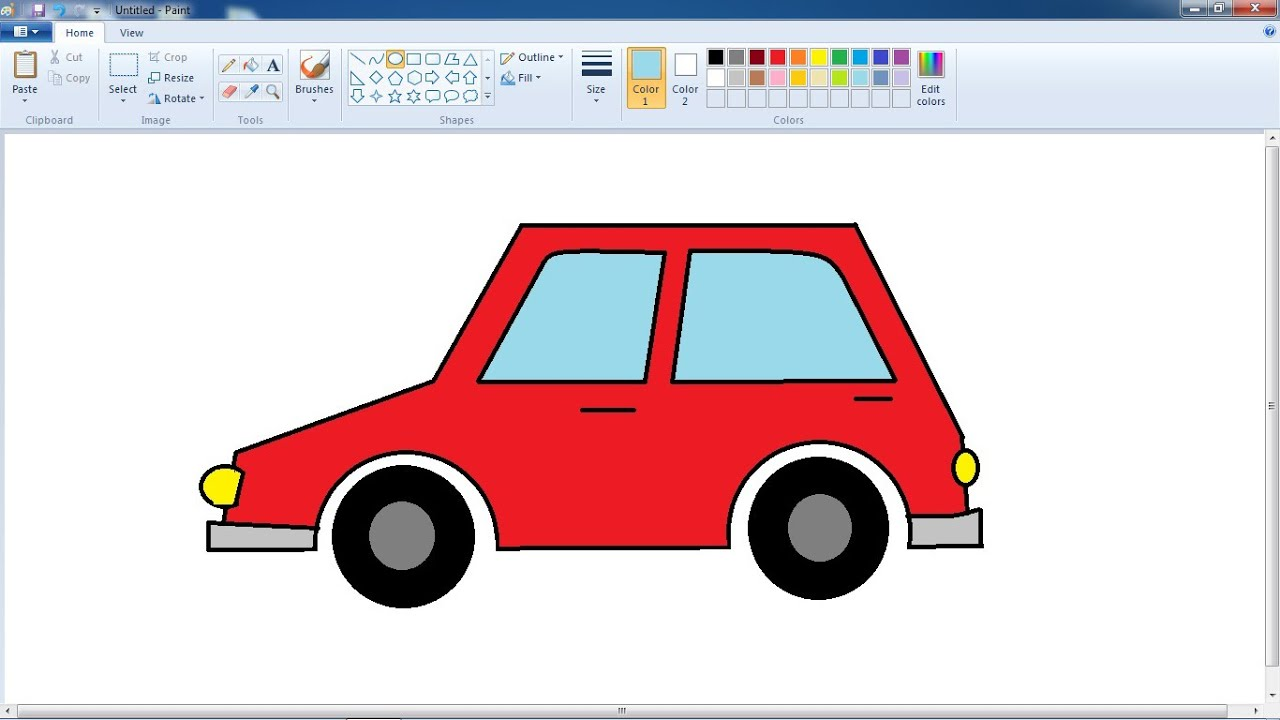 Untitled - Paint
Home View
Cut
Copy
Paste
Clipboard
Crop
Resize
Rotate
Select
Image
A
Tools
Brushes
Outline
Fill
Shapes
Size
Color 1
Color 2
Edit colors
Colors